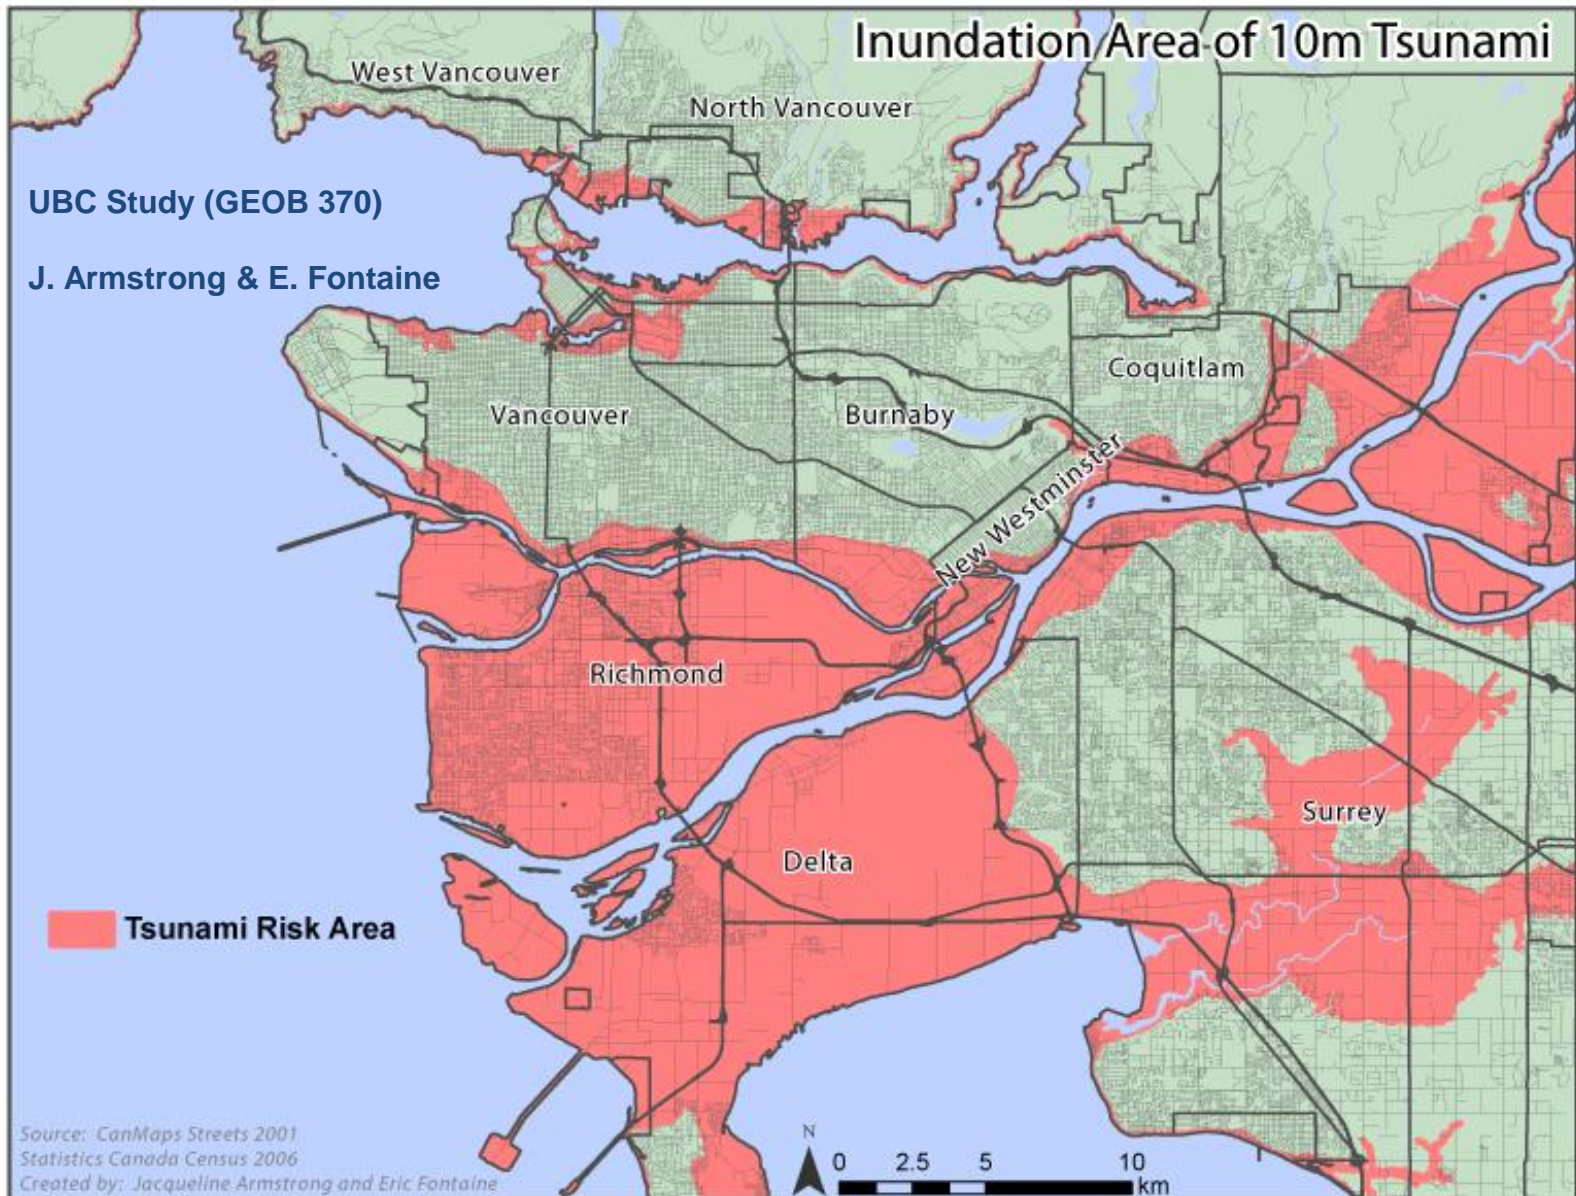 Inundation Area of 10m Tsunami
West Vancouver
North Vancouver
UBC Study (GEOB 370)
J. Armstrong & E. Fontaine
Coquitlam
Vancouver
Burnaby
New Westminster
Richmond
Surrey
Delta
Tsunami Risk Area
Source: CanMaps Streets 2001
Statistics Canada Census 2006
Created by: Jacqueline Armstrong and Eric Fontaine
N
0 2.5 5 10
km